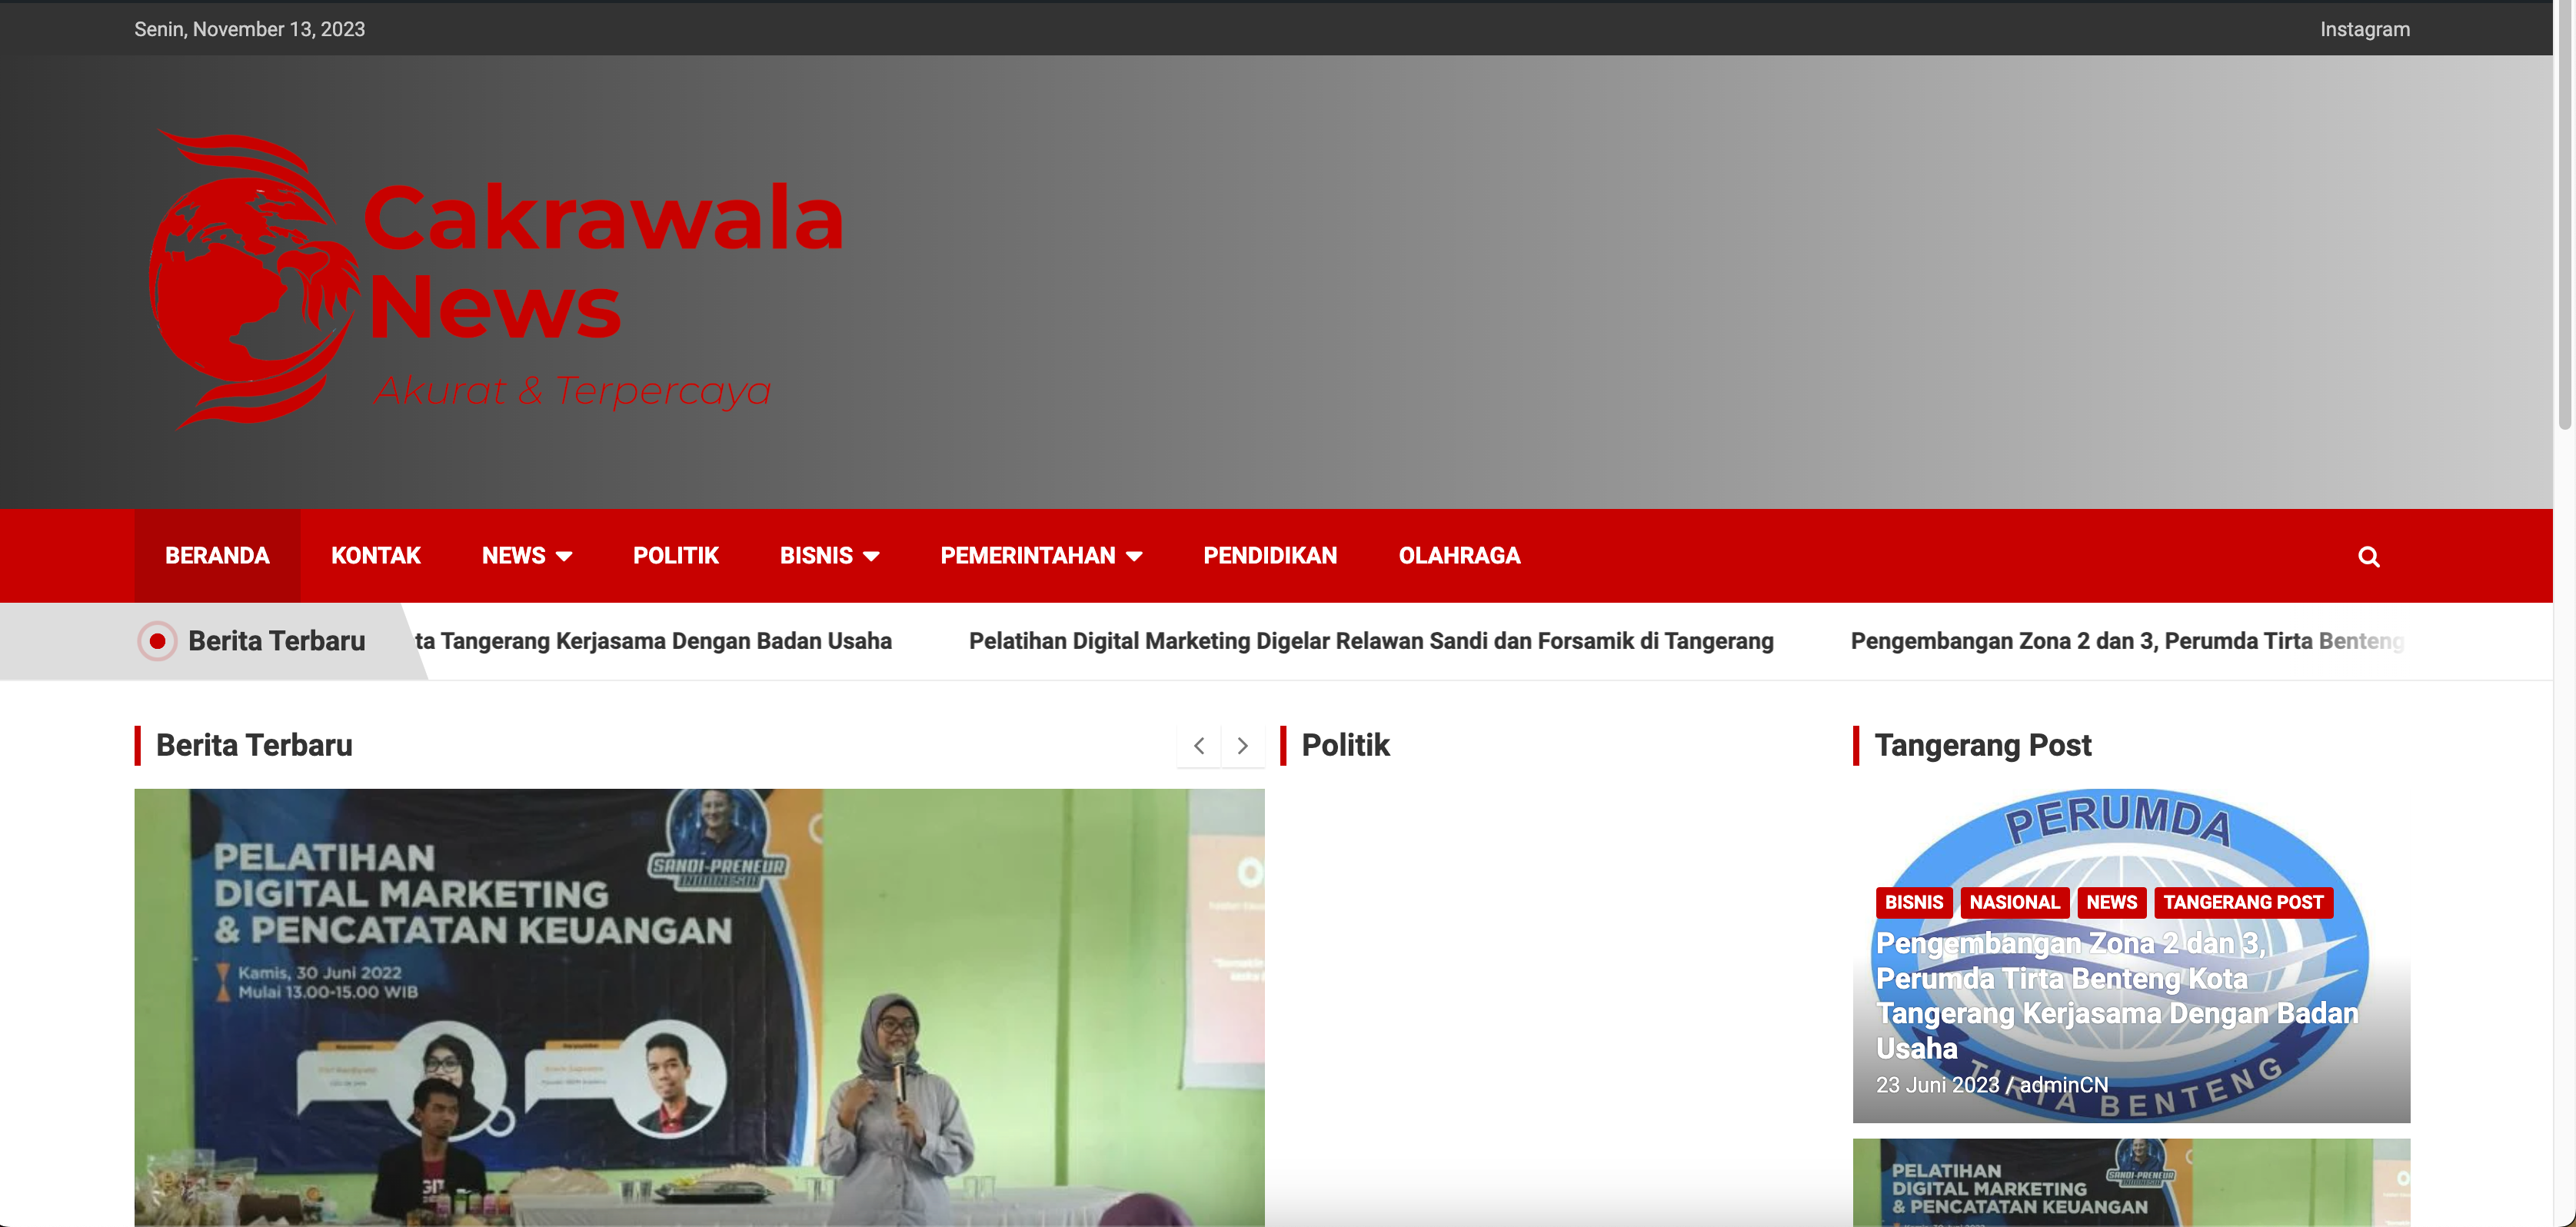 Senin, November 13, 2023
Instagram
Cakrawala
News
Akurat & Terpercaya
BERANDA KONTAK NEWS POLITIK BISNIS PEMERINTAHAN PENDIDIKAN OLAHRAGA
Berita Terbaru
ta Tangerang Kerjasama Dengan Badan Usaha
Pelatihan Digital Marketing Digelar Relawan Sandi dan Forsamik di Tangerang
Pengembangan Zona 2 dan 3, Perumda Tirta Benteng
Berita Terbaru
PELATIHAN
DIGITAL MARKETING
& PENCATATAN KEUANGAN
Kamis, 30 Juni 2022
Mulai 13.00-15.00 WIB
SANDI-PRENEUR
INDONESIA
Politik
Tangerang Post
PERUMDA
BISNIS NASIONAL NEWS TANGERANG POST
Pengembangan Zona 2 dan 3,
Perumda Tirta Benteng Kota
Tangerang Kerjasama Dengan Badan
Usaha
23 Juni 2023 / adminCN
TIRTA BENTENG
PELATIHAN
DIGITAL MARKETING
& PENCATATAN KEUANGAN
SANDI-PRENEUR